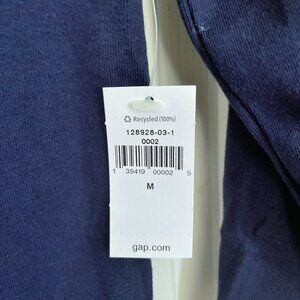 Recycled (100%)
128928-03-1
0002
1 39419 00002 5
M
gap.com